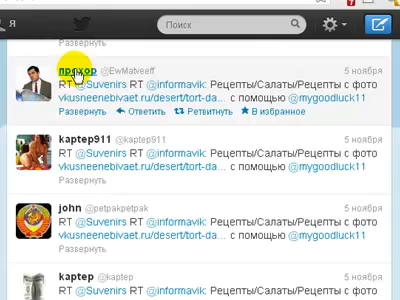 Я
Поиск
Развернуть
прохор @EwMatveeff 5 ноября
RT @Suvenirs RT @informavik: Рецепты/Салаты/Рецепты с фото
vkusneenebivaet.ru/desert/tort-da... с помощью @mygoodluck11
Развернуть Ответить Ретвитнуть В избранное
kaptep911 @kaptep911 5 ноября
RT @Suvenirs RT @informavik: Рецепты/Салаты/Рецепты с фото
vkusneenebivaet.ru/desert/tort-da... с помощью @mygoodluck11
Развернуть
john @petpakpetpak 5 ноября
RT @Suvenirs RT @informavik: Рецепты/Салаты/Рецепты с фото
vkusneenebivaet.ru/desert/tort-da... с помощью @mygoodluck11
Развернуть
kaptep @kaptep 5 ноября
RT @Suvenirs RT @informavik: Рецепты/Салаты/Рецепты с фото